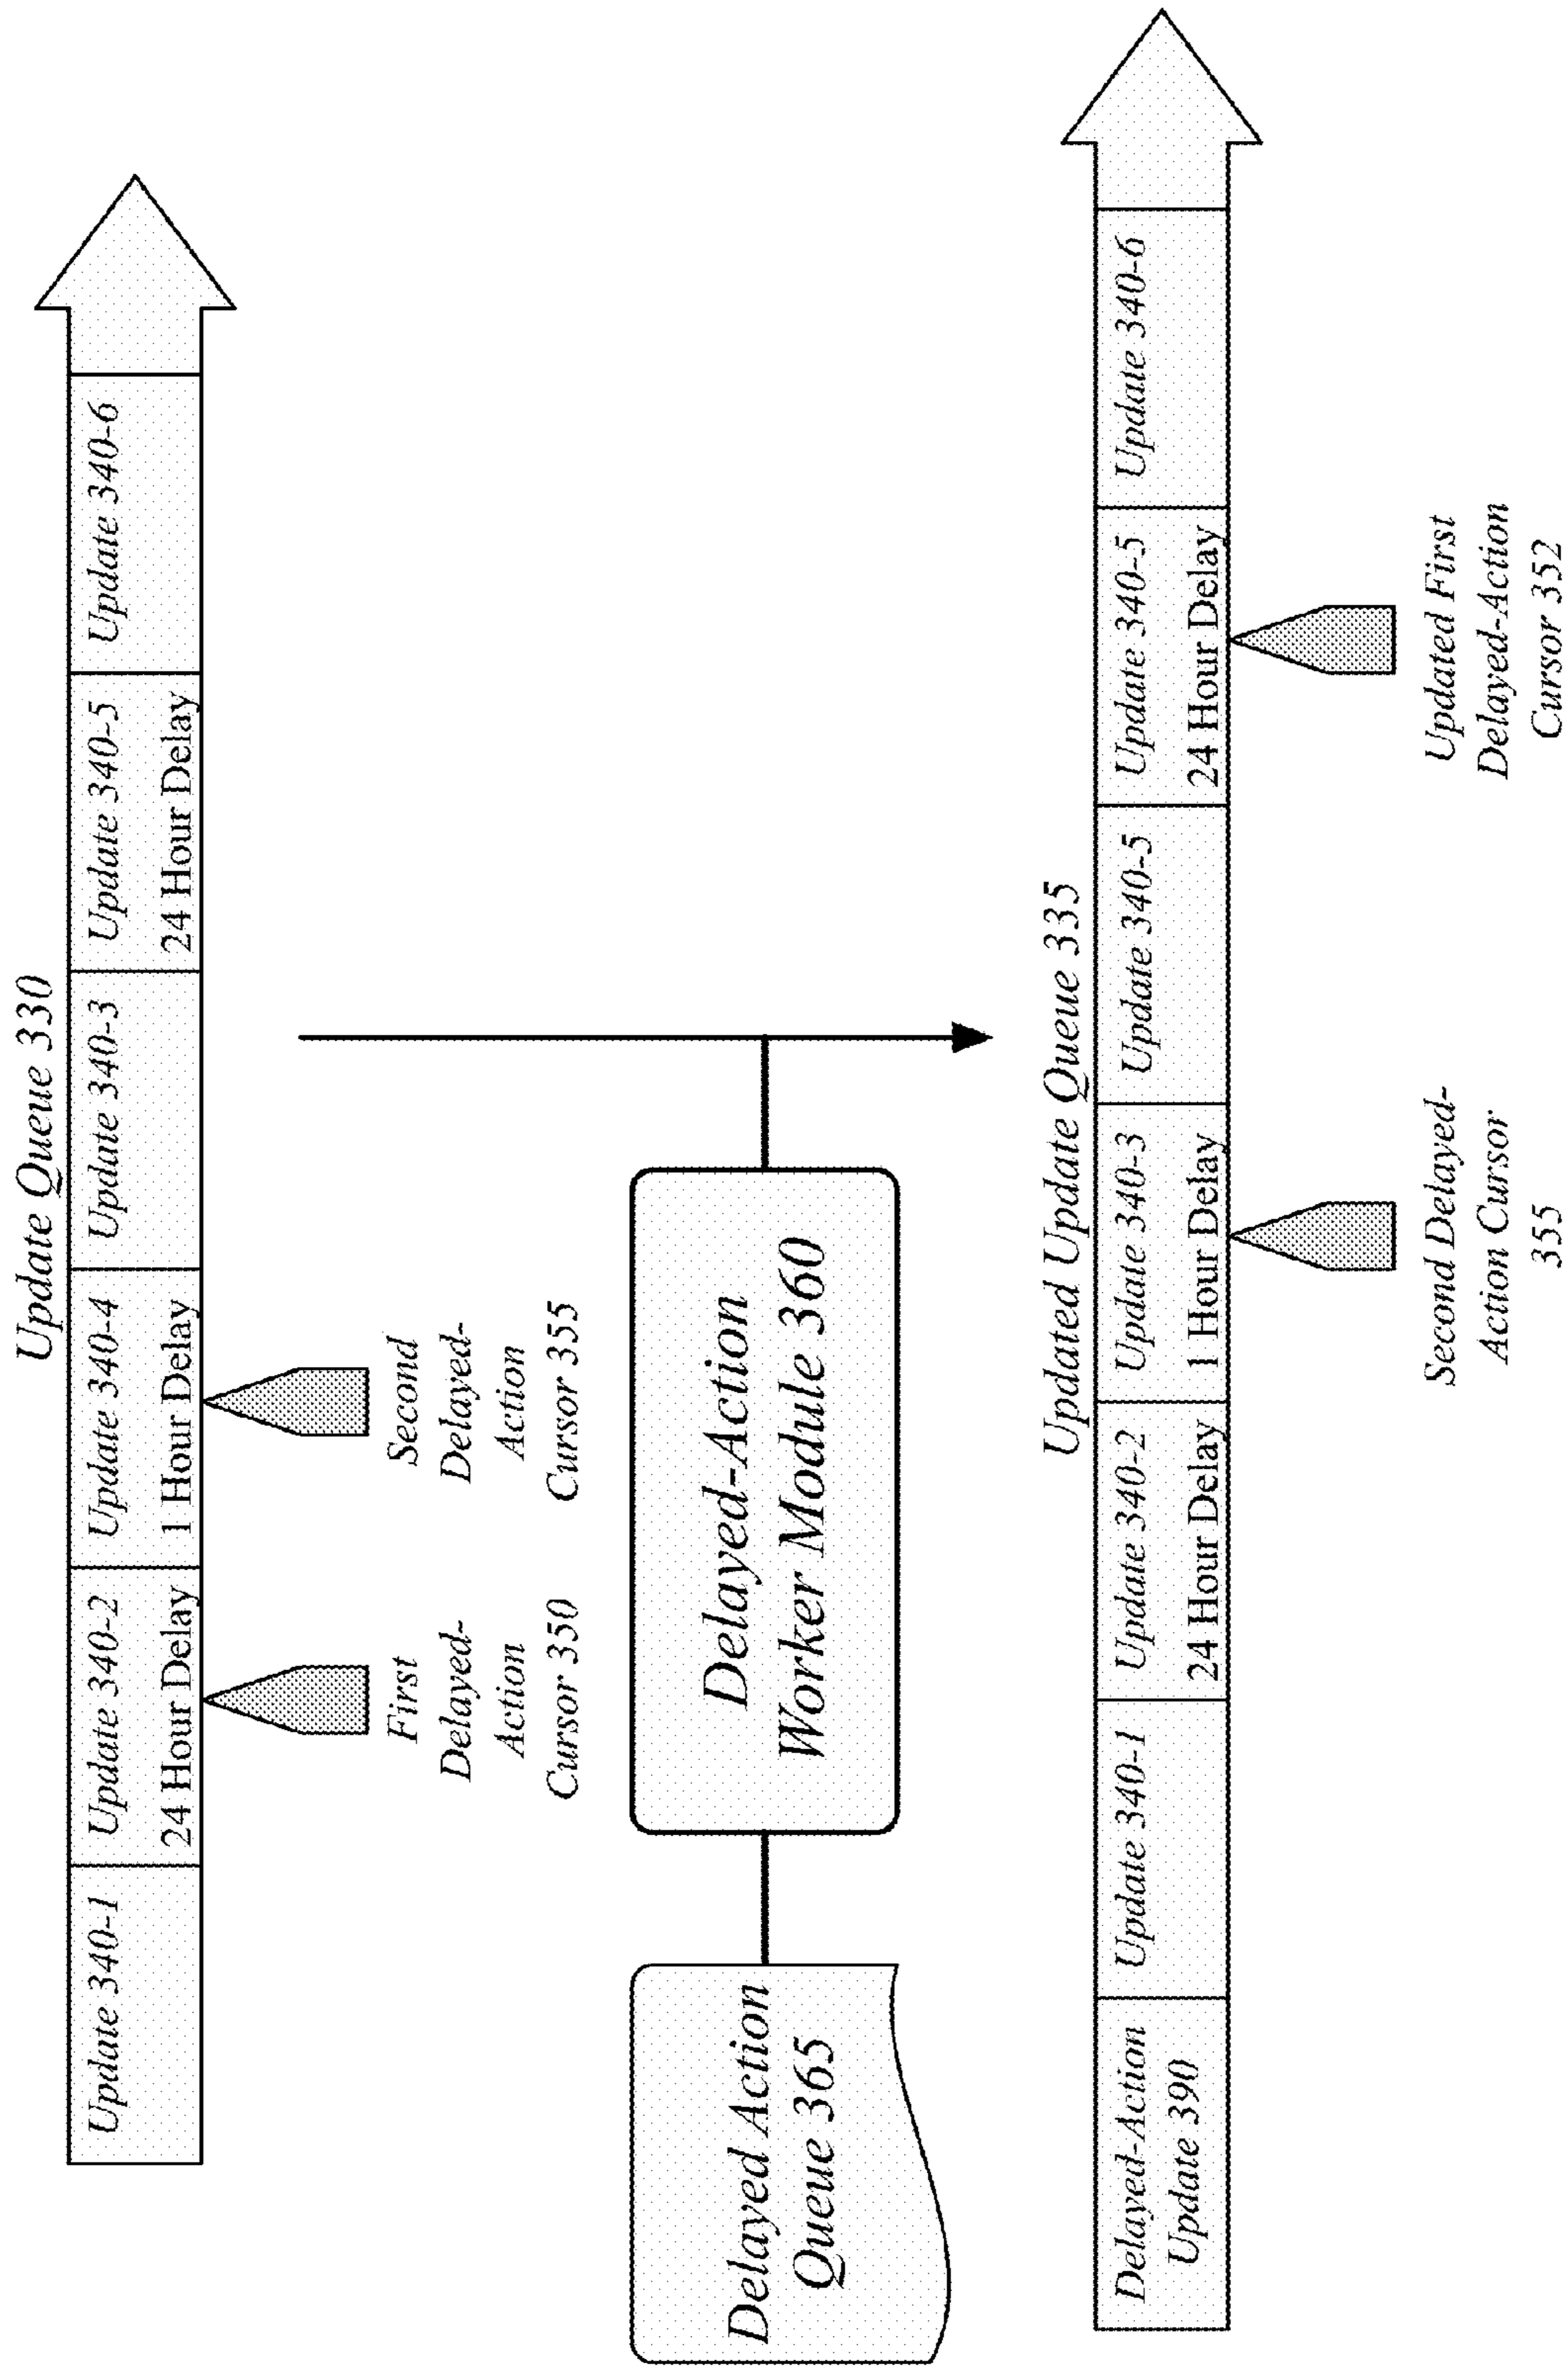 Update Queue 330
Update 340-1
Update 340-2
24 Hour Delay
Update 340-4
1 Hour Delay
Update 340-3
Update 340-5
24 Hour Delay
Update 340-6
First
Delayed-
Action
Cursor 350
Second
Delayed-
Action
Cursor 355
Delayed Action
Queue 365
Delayed-Action
Worker Module 360
Updated Update Queue 335
Delayed-Action
Update 390
Update 340-1
Update 340-2
24 Hour Delay
Update 340-3
1 Hour Delay
Update 340-5
Update 340-5
24 Hour Delay
Update 340-6
Second Delayed-
Action Cursor
355
Updated First
Delayed-Action
Cursor 352